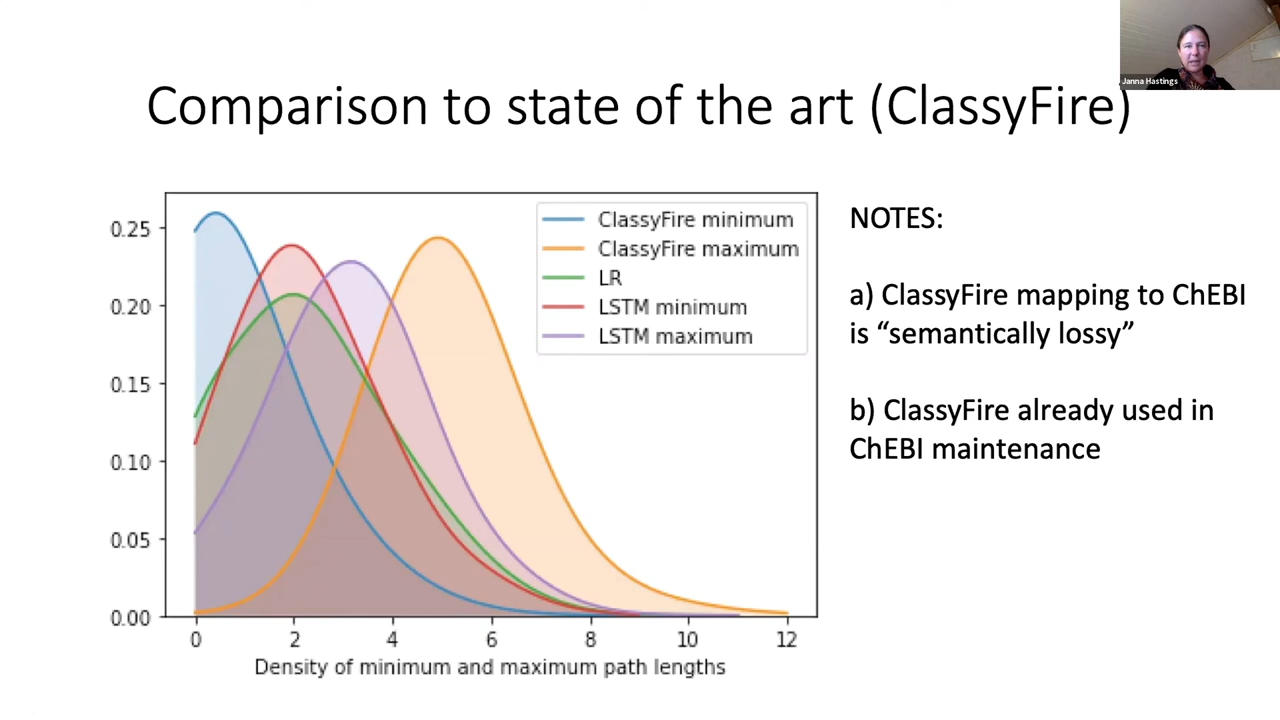 Janna Hastings
Comparison to state of the art (ClassyFire)
0.25
0.20
0.15
0.10
0.05
0.00
0 2 4 6 8 10 12
Density of minimum and maximum path lengths
ClassyFire minimum
ClassyFire maximum
LR
LSTM minimum
LSTM maximum
NOTES:
a) ClassyFire mapping to ChEBI
is “semantically lossy”
b) ClassyFire already used in
ChEBI maintenance